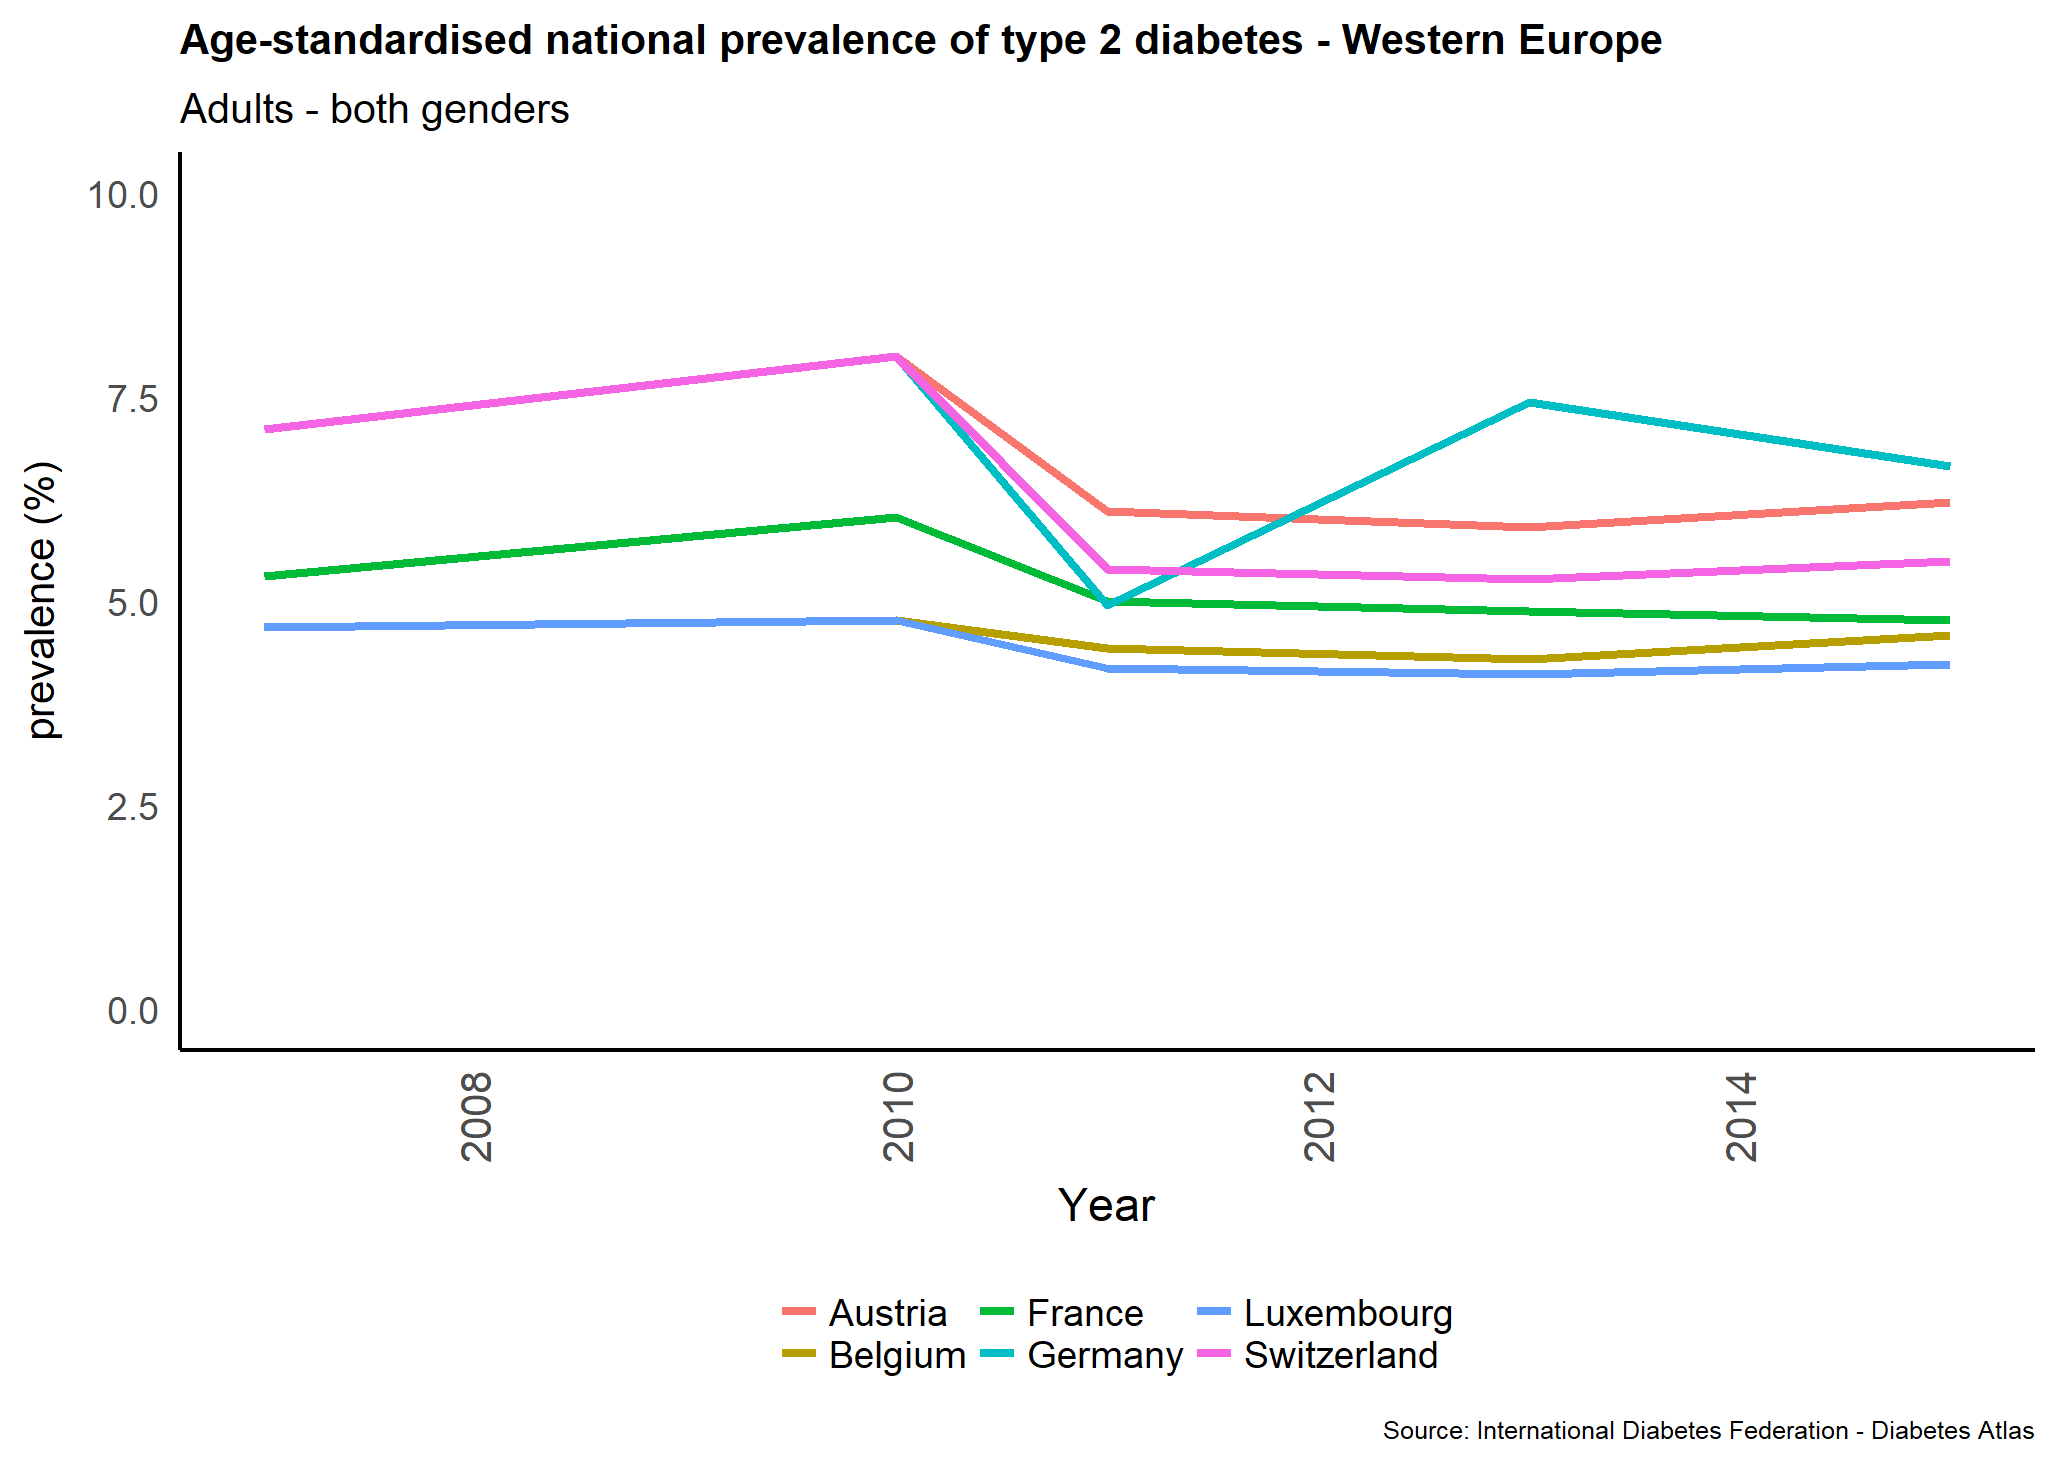 Age-standardised national prevalence of type 2 diabetes - Western Europe
Adults - both genders
prevalence (%)
10.0
7.5
5.0
2.5
0.0
2008
2010
2012
2014
Year
Austria
France
Luxembourg
Belgium
Germany
Switzerland
Source: International Diabetes Federation - Diabetes Atlas